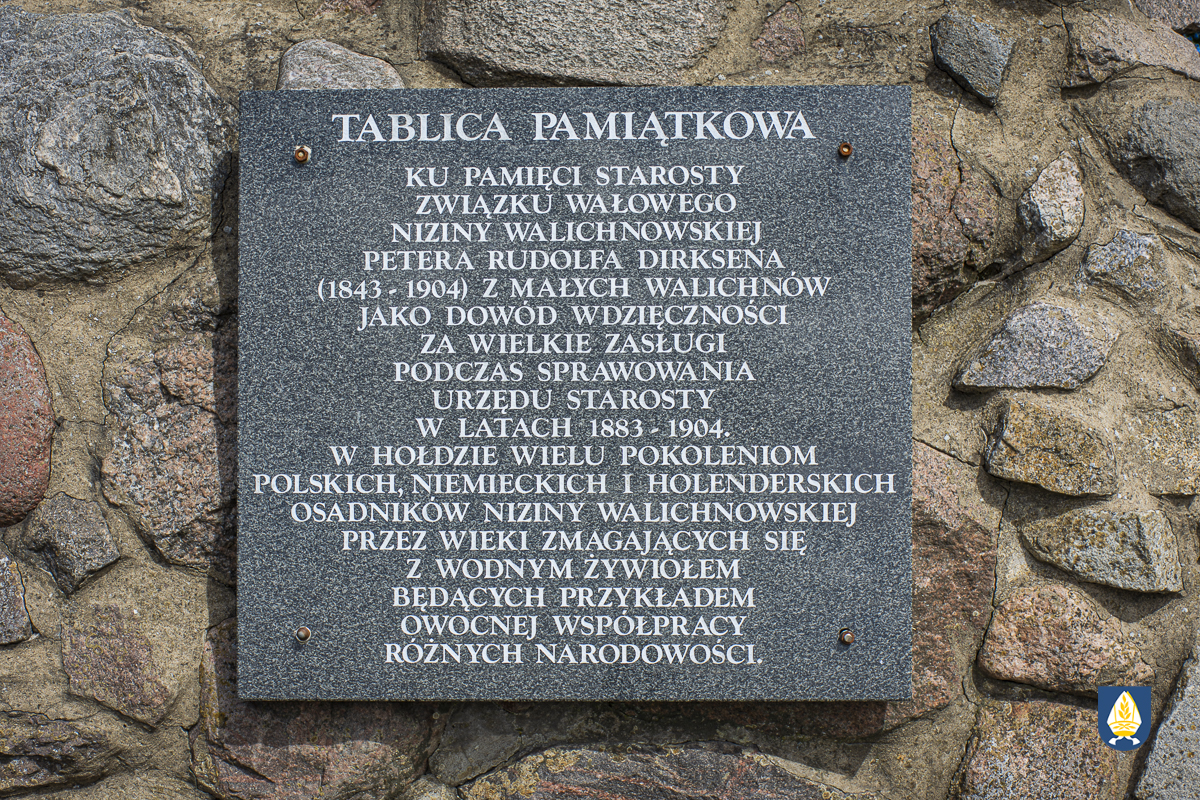 TABLICA PAMIĄTKOWA
KU PAMIĘCI STAROSTY
ZWIĄZKU WAŁOWEGO
NIZINY WALICHNOWSKIEJ
PETERA RUDOLFA DIRKSENA
(1843 - 1904) Z MAŁYCH WALICHNÓW
JAKO DOWÓD WDZIĘCZNOŚCI
ZA WIELKIE ZASŁUGI
PODCZAS SPRAWOWANIA
URZĘDU STAROSTY
W LATACH 1883 - 1904.
W HOŁDZIE WIELU POKOLENIOM
POLSKICH, NIEMIECKICH I HOLENDERSKICH
OSADNIKÓW NIZINY WALICHNOWSKIEJ
PRZEZ WIEKI ZMAGAJĄCYCH SIĘ
Z WODNYM ŻYWIOŁEM
BĘDĄCYCH PRZYKŁADEM
OWOCNEJ WSPÓŁPRACY
RÓŻNYCH NARODOWOŚCI.